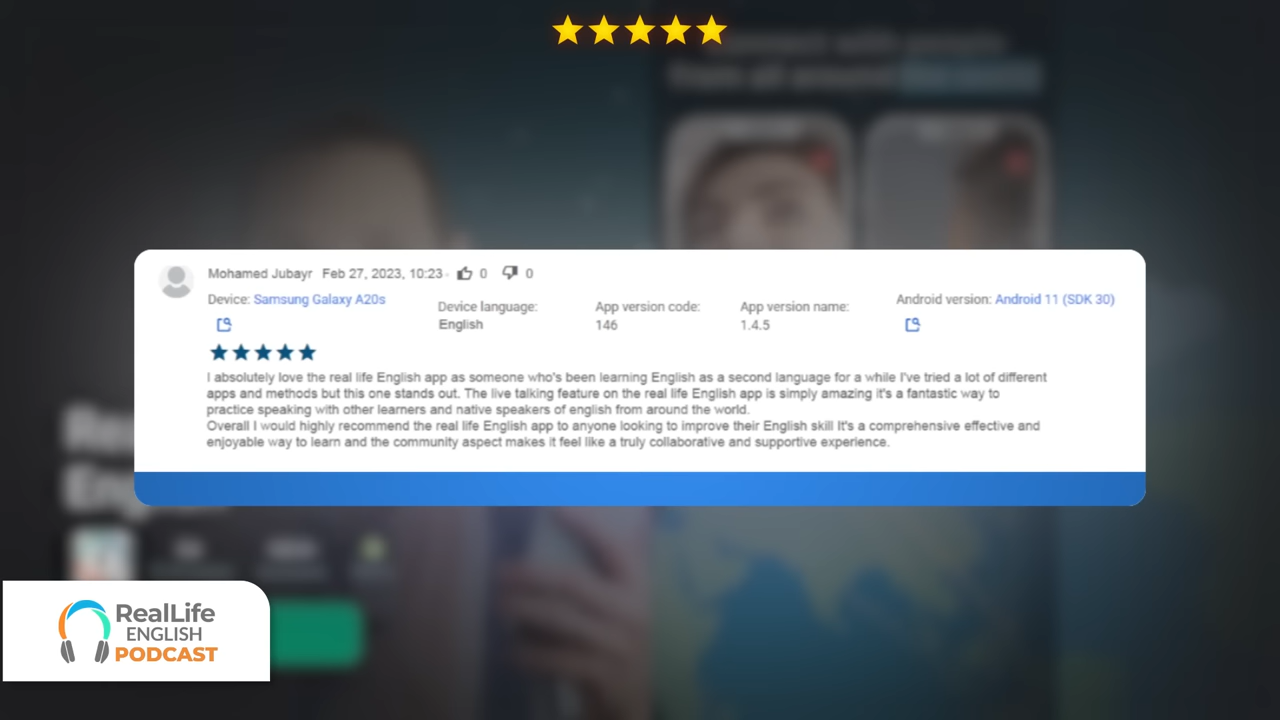 Mohamed Jubayr Feb 27, 2023, 10:23 · 0 0
Device: Samsung Galaxy A20s
Device language:
English
App version code:
146
App version name:
1.4.5
Android version: Android 11 (SDK 30)
I absolutely love the real life English app as someone who's been learning English as a second language for a while I've tried a lot of different
apps and methods but this one stands out. The live talking feature on the real life English app is simply amazing it's a fantastic way to
practice speaking with other learners and native speakers of english from around the world.
Overall I would highly recommend the real life English app to anyone looking to improve their English skill It's a comprehensive effective and
enjoyable way to learn and the community aspect makes it feel like a truly collaborative and supportive experience.
RealLife
ENGLISH
PODCAST